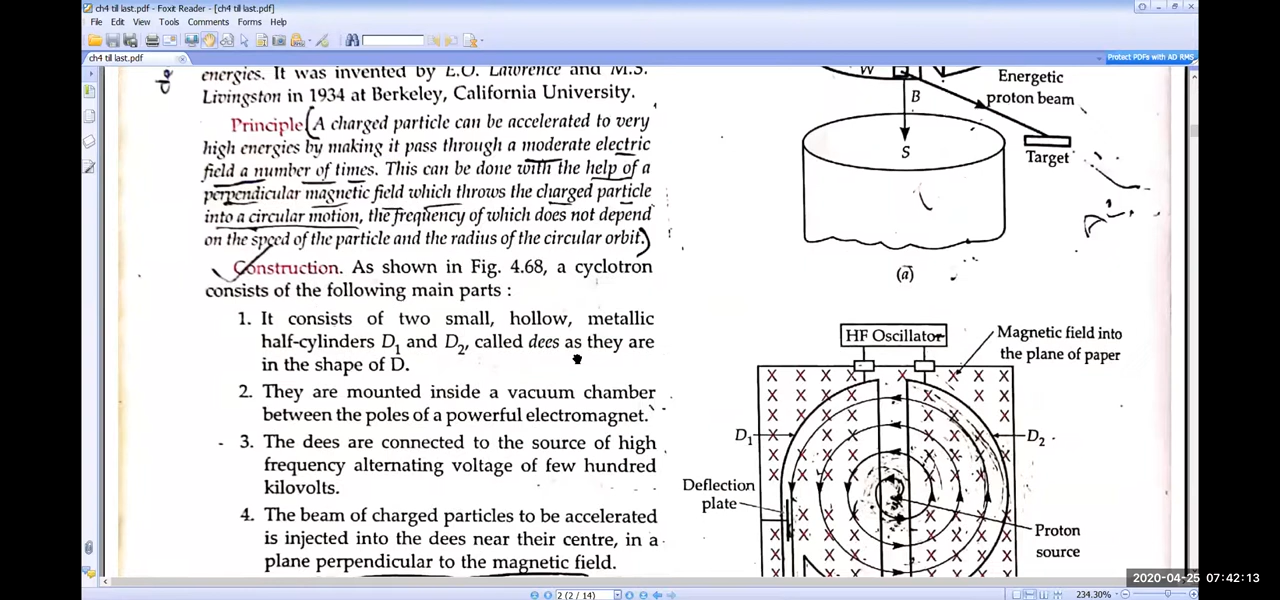 ch4 till last.pdf - Foxit Reader - [ch4 till last.pdf]
File Edit View Tools Comments Forms Help
ch4 till last.pdf
Protect PDFs with AD RMS
energies. It was invented by E.O. Lawrence and M.S.
Livingston in 1934 at Berkeley, California University.
Principle (A charged particle can be accelerated to very
high energies by making it pass through a moderate electric
field a number of times. This can be done with the help of a
perpendicular magnetic field which throws the charged particle
into a circular motion, the frequency of which does not depend
on the speed of the particle and the radius of the circular orbit.)
Construction. As shown in Fig. 4.68, a cyclotron
consists of the following main parts :
1. It consists of two small, hollow, metallic
half-cylinders D1 and D2, called dees as they are
in the shape of D.
2. They are mounted inside a vacuum chamber
between the poles of a powerful electromagnet.
3. The dees are connected to the source of high
frequency alternating voltage of few hundred
kilovolts.
4. The beam of charged particles to be accelerated
is injected into the dees near their centre, in a
plane perpendicular to the magnetic field.
W
Energetic
proton beam
B
S
Target
(a)
HF Oscillator
Magnetic field into
the plane of paper
D1
D2
Deflection
plate
Proton
source
2020-04-25 07:42:13
2 (2 / 14)
234.30%